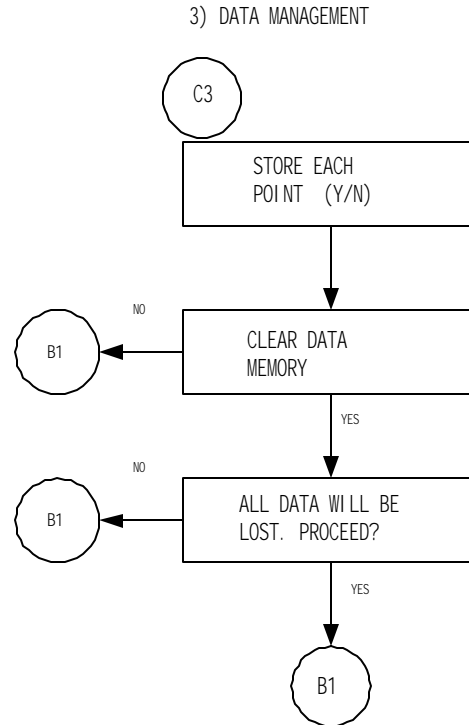 3) DATA MANAGEMENT
C3
STORE EACH
POINT (Y/N)
NO
B1
CLEAR DATA
MEMORY
YES
NO
B1
ALL DATA WILL BE
LOST. PROCEED?
YES
B1